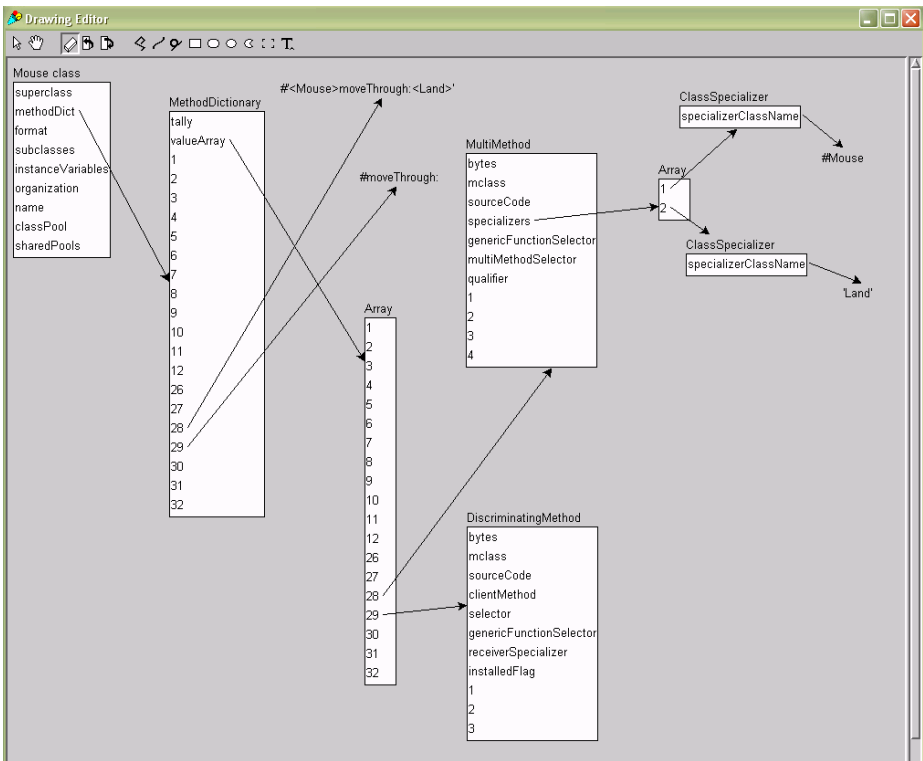 Drawing Editor
T
Mouse class
superclass
methodDict
format
subclasses
instanceVariables
organization
name
classPool
sharedPools
MethodDictionary
tally
valueArray
1
2
3
4
5
6
7
8
9
10
11
12
26
27
28
29
30
31
32
#'<Mouse>moveThrough:<Land>'
#moveThrough:
Array
1
2
3
4
5
6
7
8
9
10
11
12
26
27
28
29
30
31
32
MultiMethod
bytes
mclass
sourceCode
specializers
genericFunctionSelector
multiMethodSelector
qualifier
1
2
3
4
DiscriminatingMethod
bytes
mclass
sourceCode
clientMethod
selector
genericFunctionSelector
receiverSpecializer
installedFlag
1
2
3
Array
1
2
ClassSpecializer
specializerClassName
#Mouse
ClassSpecializer
specializerClassName
'Land'